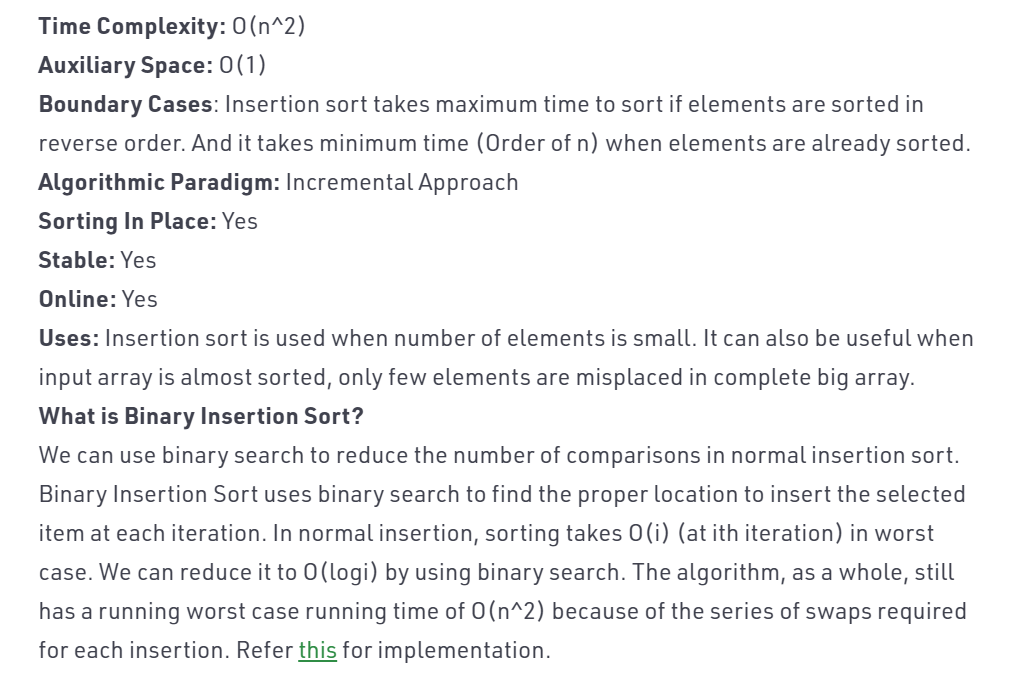 Time Complexity: O(n^2)
Auxiliary Space: O(1)
Boundary Cases: Insertion sort takes maximum time to sort if elements are sorted in
reverse order. And it takes minimum time (Order of n) when elements are already sorted.
Algorithmic Paradigm: Incremental Approach
Sorting In Place: Yes
Stable: Yes
Online: Yes
Uses: Insertion sort is used when number of elements is small. It can also be useful when
input array is almost sorted, only few elements are misplaced in complete big array.
What is Binary Insertion Sort?
We can use binary search to reduce the number of comparisons in normal insertion sort.
Binary Insertion Sort uses binary search to find the proper location to insert the selected
item at each iteration. In normal insertion, sorting takes O(i) (at ith iteration) in worst
case. We can reduce it to O(logi) by using binary search. The algorithm, as a whole, still
has a running worst case running time of O(n^2) because of the series of swaps required
for each insertion. Refer this for implementation.